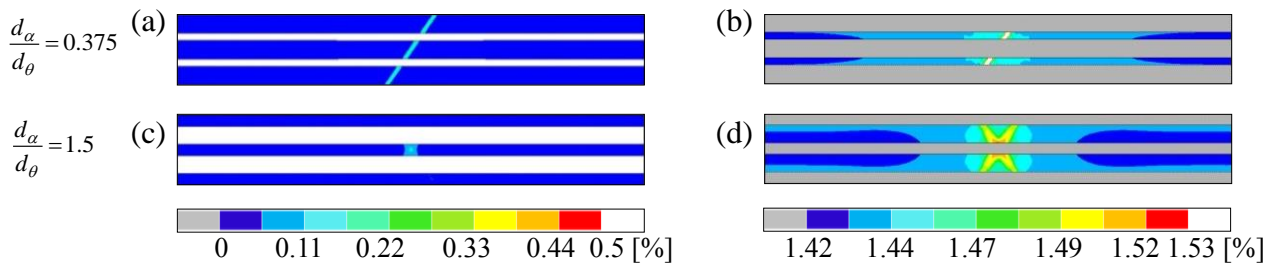 (a) (b)
d_α/d_θ = 0.375
(c) (d)
d_α/d_θ = 1.5
0 0.11 0.22 0.33 0.44 0.5 [%]
1.42 1.44 1.47 1.49 1.52 1.53 [%]